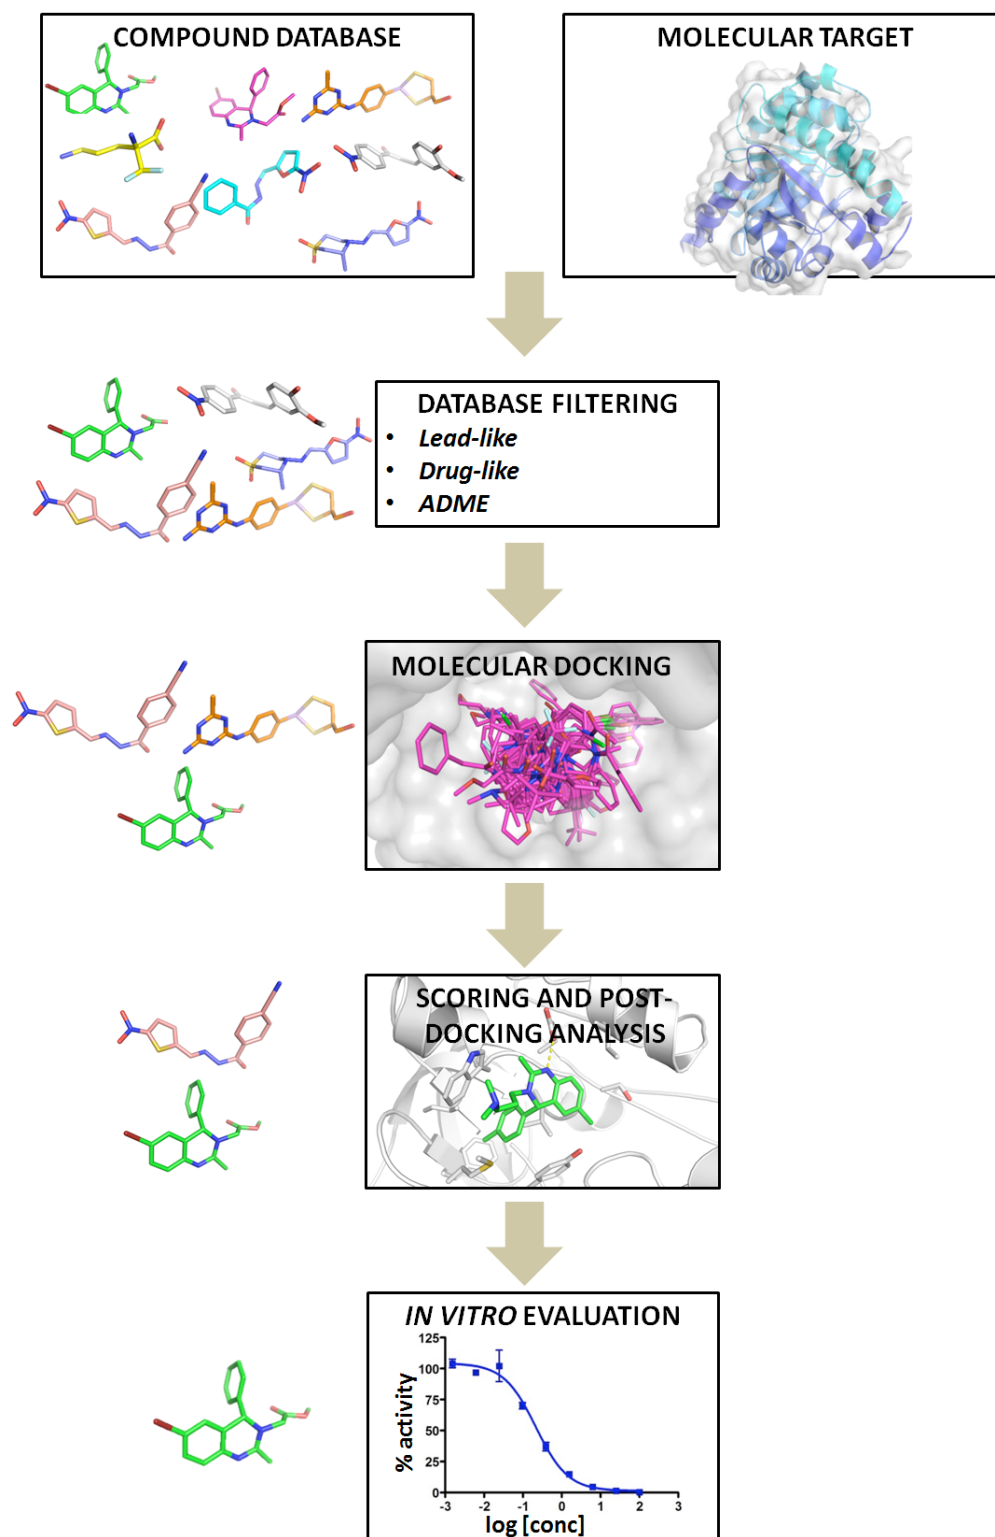 COMPOUND DATABASE
MOLECULAR TARGET
DATABASE FILTERING
• Lead-like
• Drug-like
• ADME
MOLECULAR DOCKING
SCORING AND POST-
DOCKING ANALYSIS
IN VITRO EVALUATION
125
100
75
50
25
0
% activity
-3 -2 -1 0 1 2 3
log [conc]